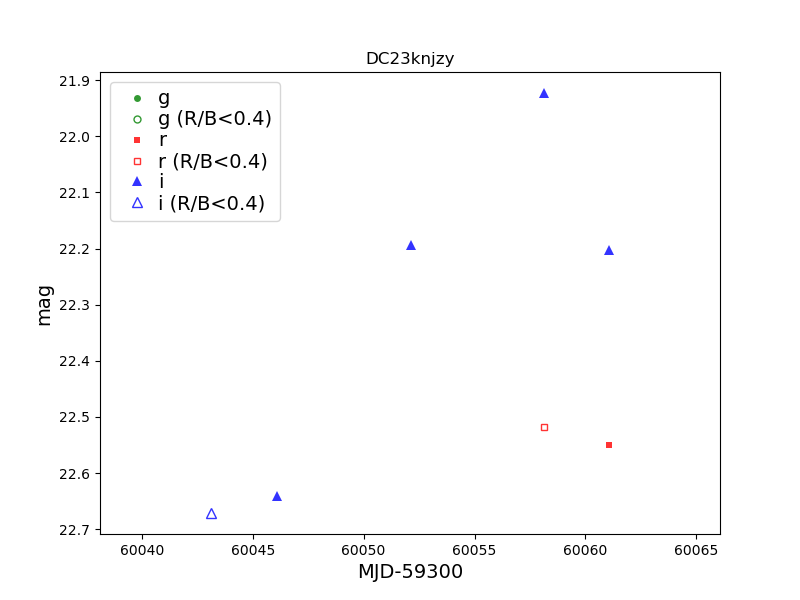 DC23knjzy
21.9
22.0
22.1
22.2
22.3
22.4
22.5
22.6
22.7
mag
g
g (R/B<0.4)
r
r (R/B<0.4)
i
i (R/B<0.4)
60040 60045 60050 60055 60060 60065
MJD-59300